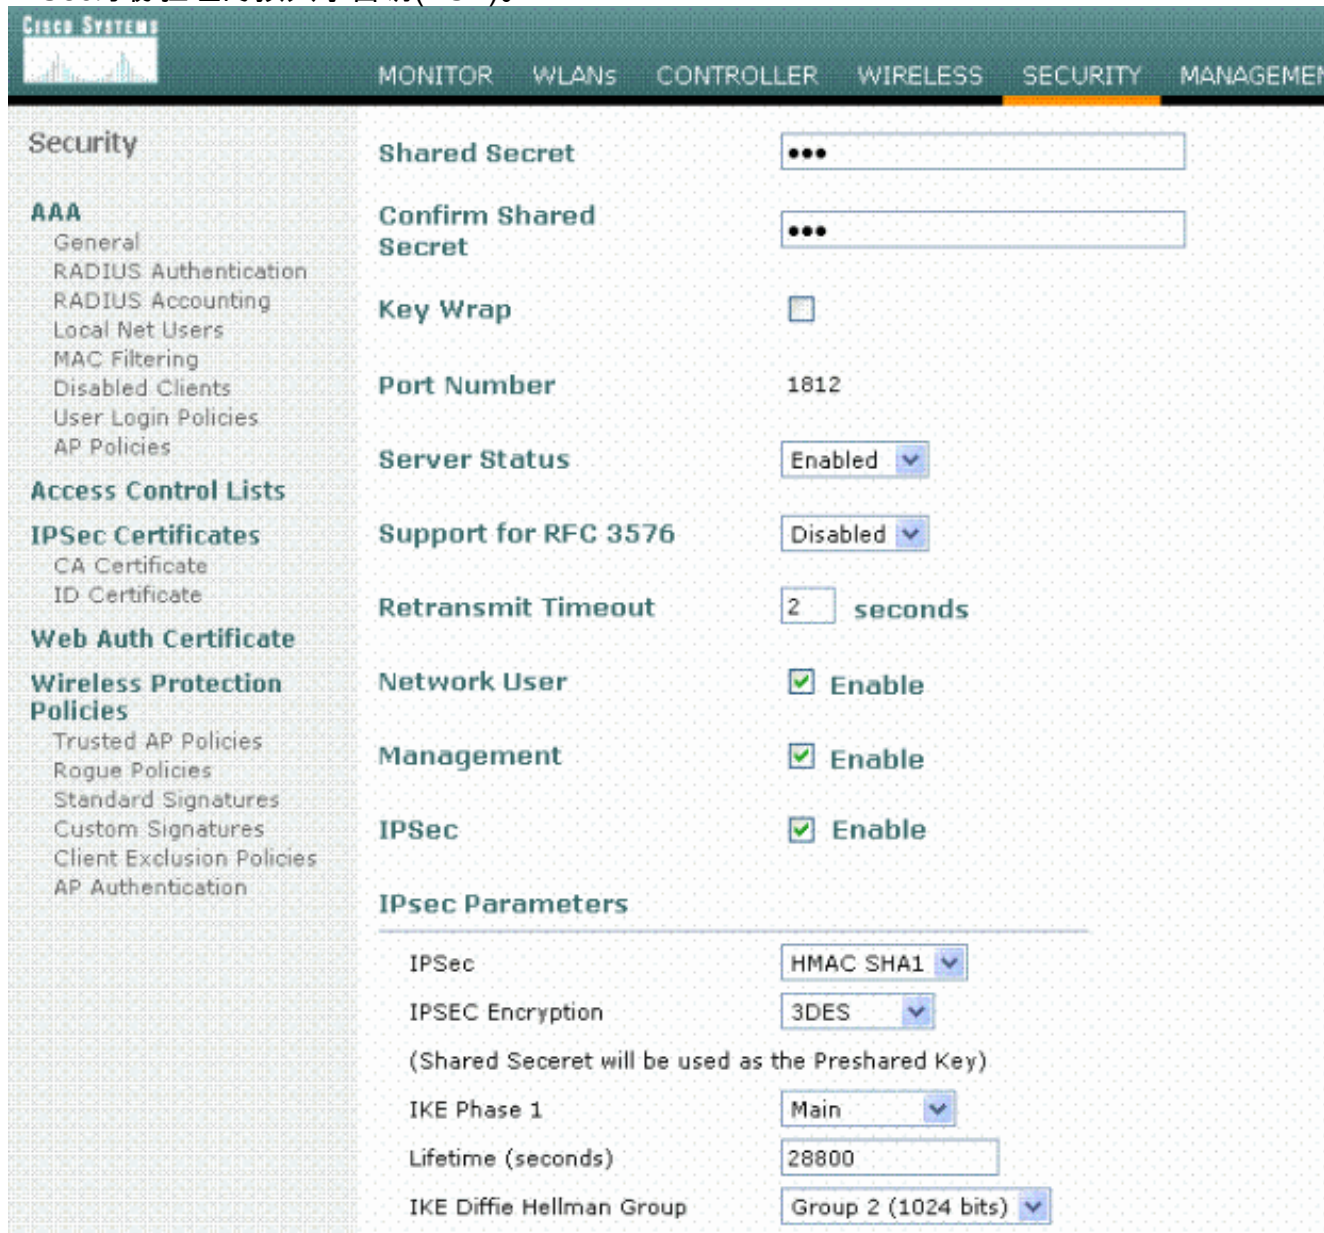 CISCO SYSTEMS
MONITOR WLANs CONTROLLER WIRELESS SECURITY MANAGEMEN
Security
AAA
General
RADIUS Authentication
RADIUS Accounting
Local Net Users
MAC Filtering
Disabled Clients
User Login Policies
AP Policies
Access Control Lists
IPSec Certificates
CA Certificate
ID Certificate
Web Auth Certificate
Wireless Protection
Policies
Trusted AP Policies
Rogue Policies
Standard Signatures
Custom Signatures
Client Exclusion Policies
AP Authentication
Shared Secret •••
Confirm Shared
Secret •••
Key Wrap
Port Number 1812
Server Status Enabled
Support for RFC 3576 Disabled
Retransmit Timeout 2 seconds
Network User Enable
Management Enable
IPSec Enable
IPsec Parameters
IPSec HMAC SHA1
IPSEC Encryption 3DES
(Shared Seceret will be used as the Preshared Key)
IKE Phase 1 Main
Lifetime (seconds) 28800
IKE Diffie Hellman Group Group 2 (1024 bits)